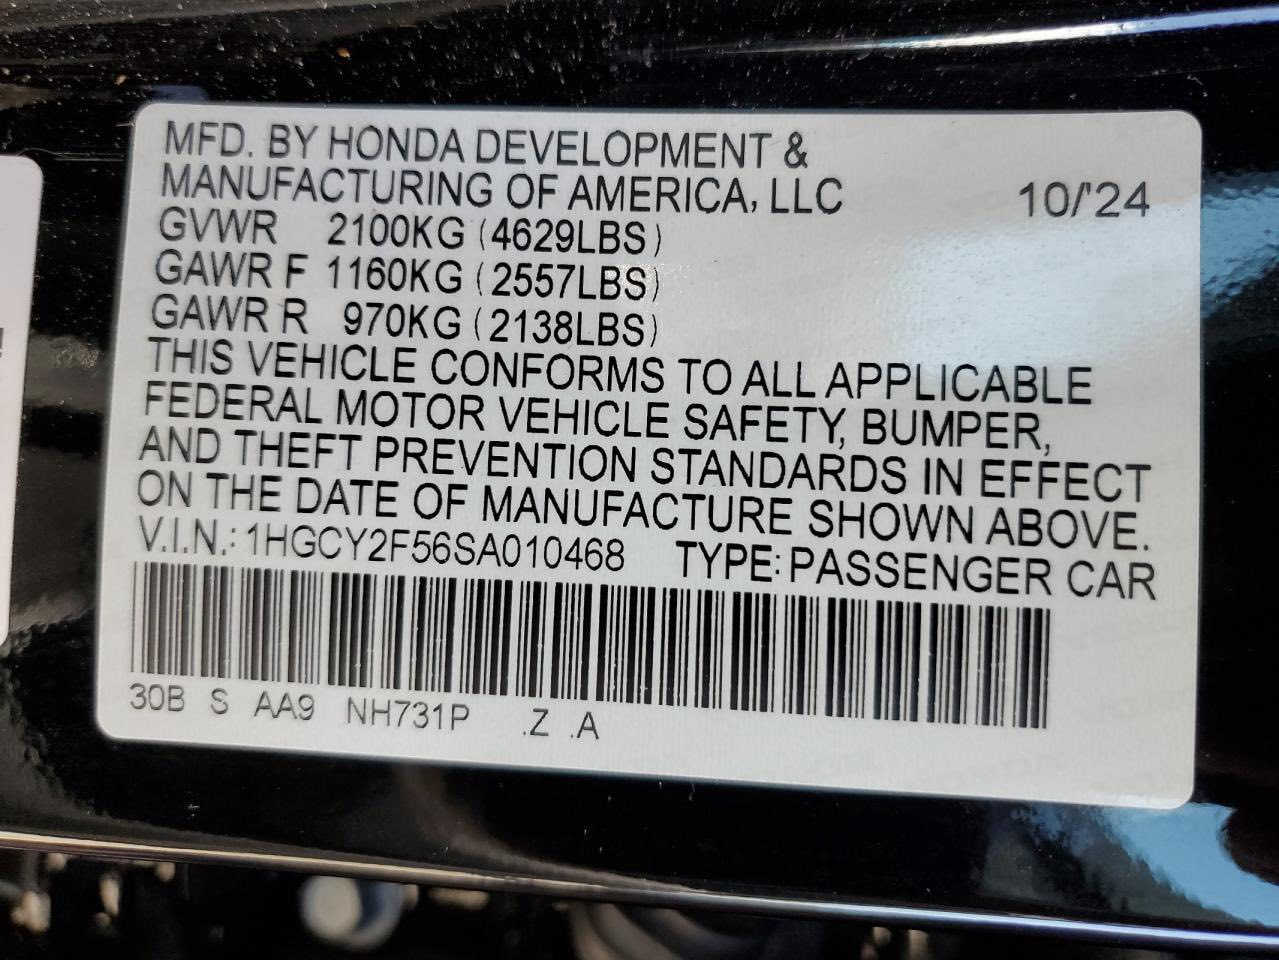 MFD. BY HONDA DEVELOPMENT &
MANUFACTURING OF AMERICA, LLC 10/'24
GVWR 2100KG (4629LBS)
GAWR F 1160KG (2557LBS)
GAWR R 970KG (2138LBS)
THIS VEHICLE CONFORMS TO ALL APPLICABLE
FEDERAL MOTOR VEHICLE SAFETY, BUMPER,
AND THEFT PREVENTION STANDARDS IN EFFECT
ON THE DATE OF MANUFACTURE SHOWN ABOVE.
V.I.N.: 1HGCY2F56SA010468 TYPE: PASSENGER CAR
30B S AA9 NH731P .Z .A